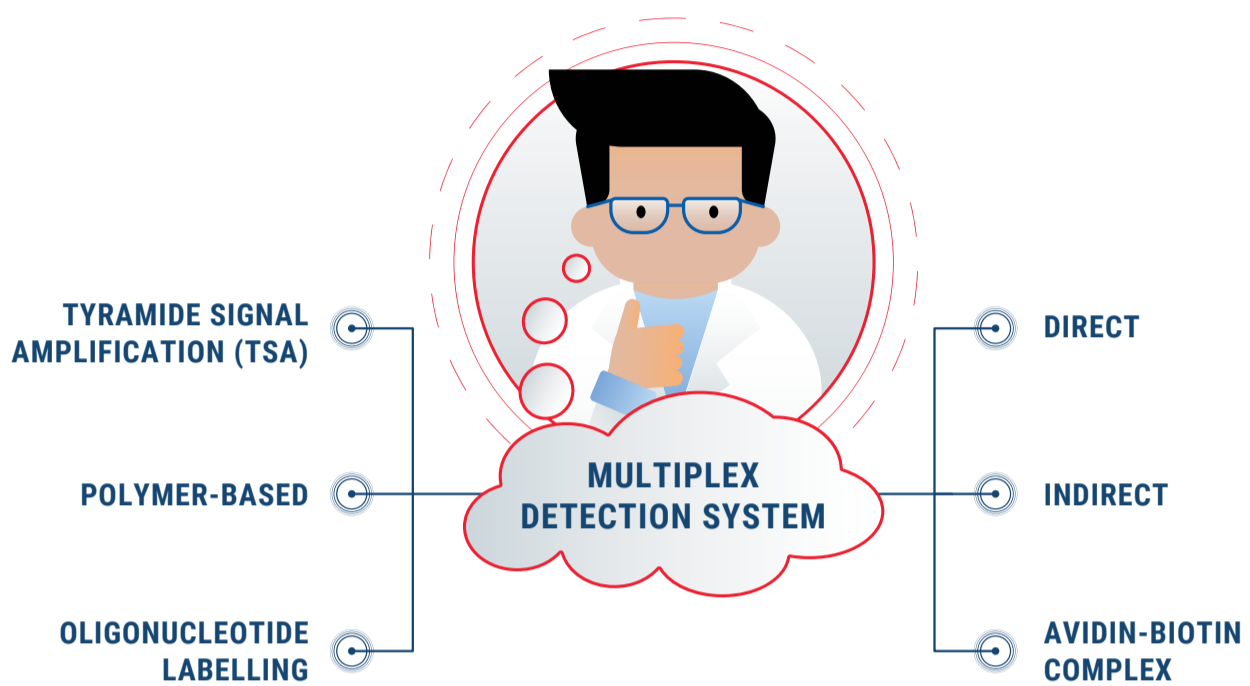 TYRAMIDE SIGNAL
AMPLIFICATION (TSA)
POLYMER-BASED
OLIGONUCLEOTIDE
LABELLING
MULTIPLEX
DETECTION SYSTEM
DIRECT
INDIRECT
AVIDIN-BIOTIN
COMPLEX